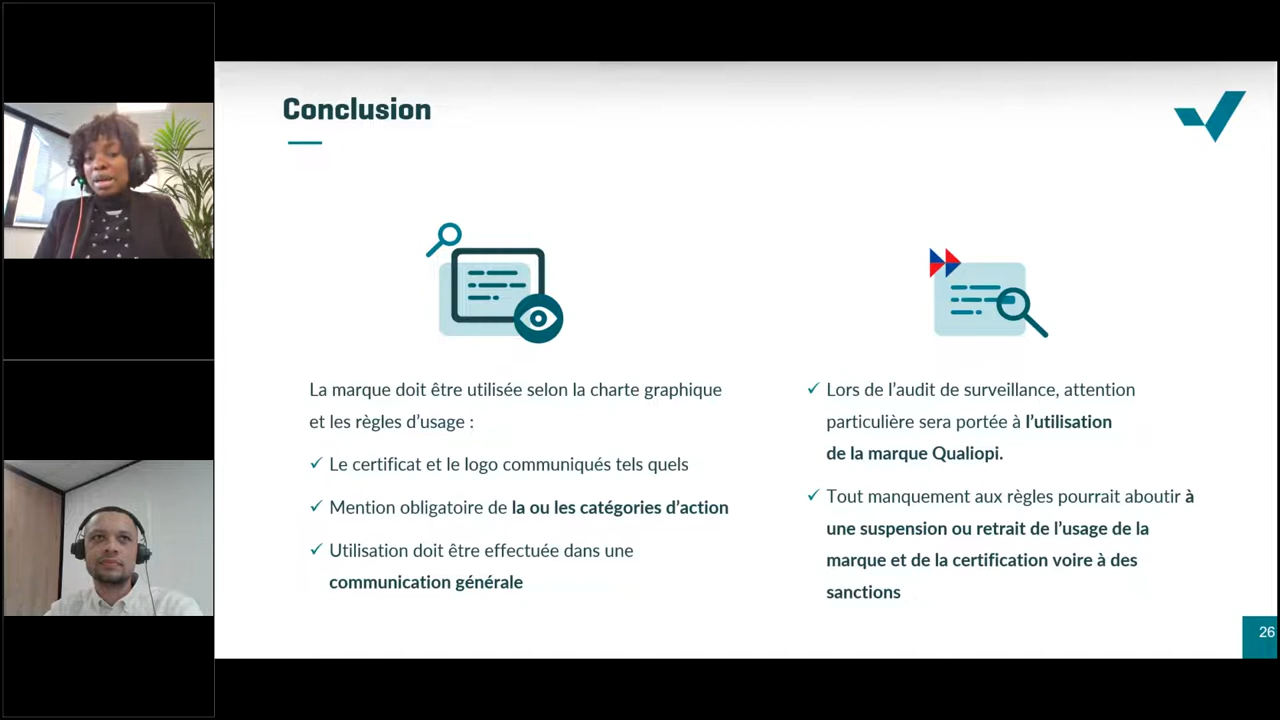 Conclusion
La marque doit être utilisée selon la charte graphique
et les règles d’usage :
✓ Le certificat et le logo communiqués tels quels
✓ Mention obligatoire de la ou les catégories d’action
✓ Utilisation doit être effectuée dans une
communication générale
✓ Lors de l’audit de surveillance, attention
particulière sera portée à l’utilisation
de la marque Qualiopi.
✓ Tout manquement aux règles pourrait aboutir à
une suspension ou retrait de l’usage de la
marque et de la certification voire à des
sanctions
26